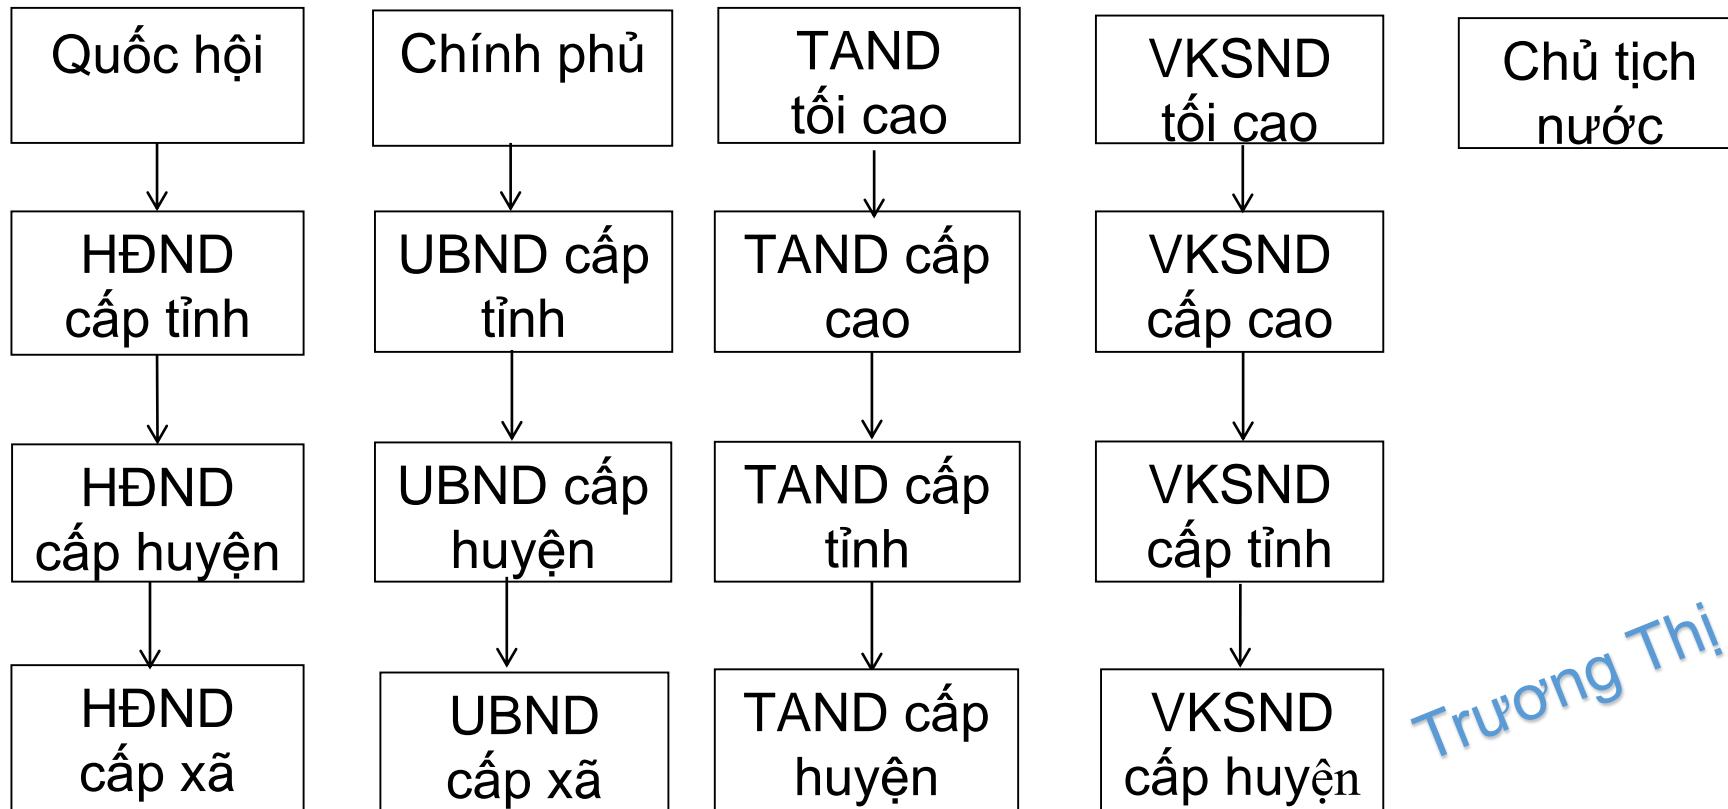 Quốc hội
Chính phủ
TAND
tối cao
VKSND
tối cao
Chủ tịch
nước
HĐND
cấp tỉnh
UBND cấp
tỉnh
TAND cấp
cao
VKSND
cấp cao
HĐND
cấp huyện
UBND cấp
huyện
TAND cấp
tỉnh
VKSND
cấp tỉnh
HĐND
cấp xã
UBND
cấp xã
TAND cấp
huyện
VKSND
cấp huyện
Trương Thị